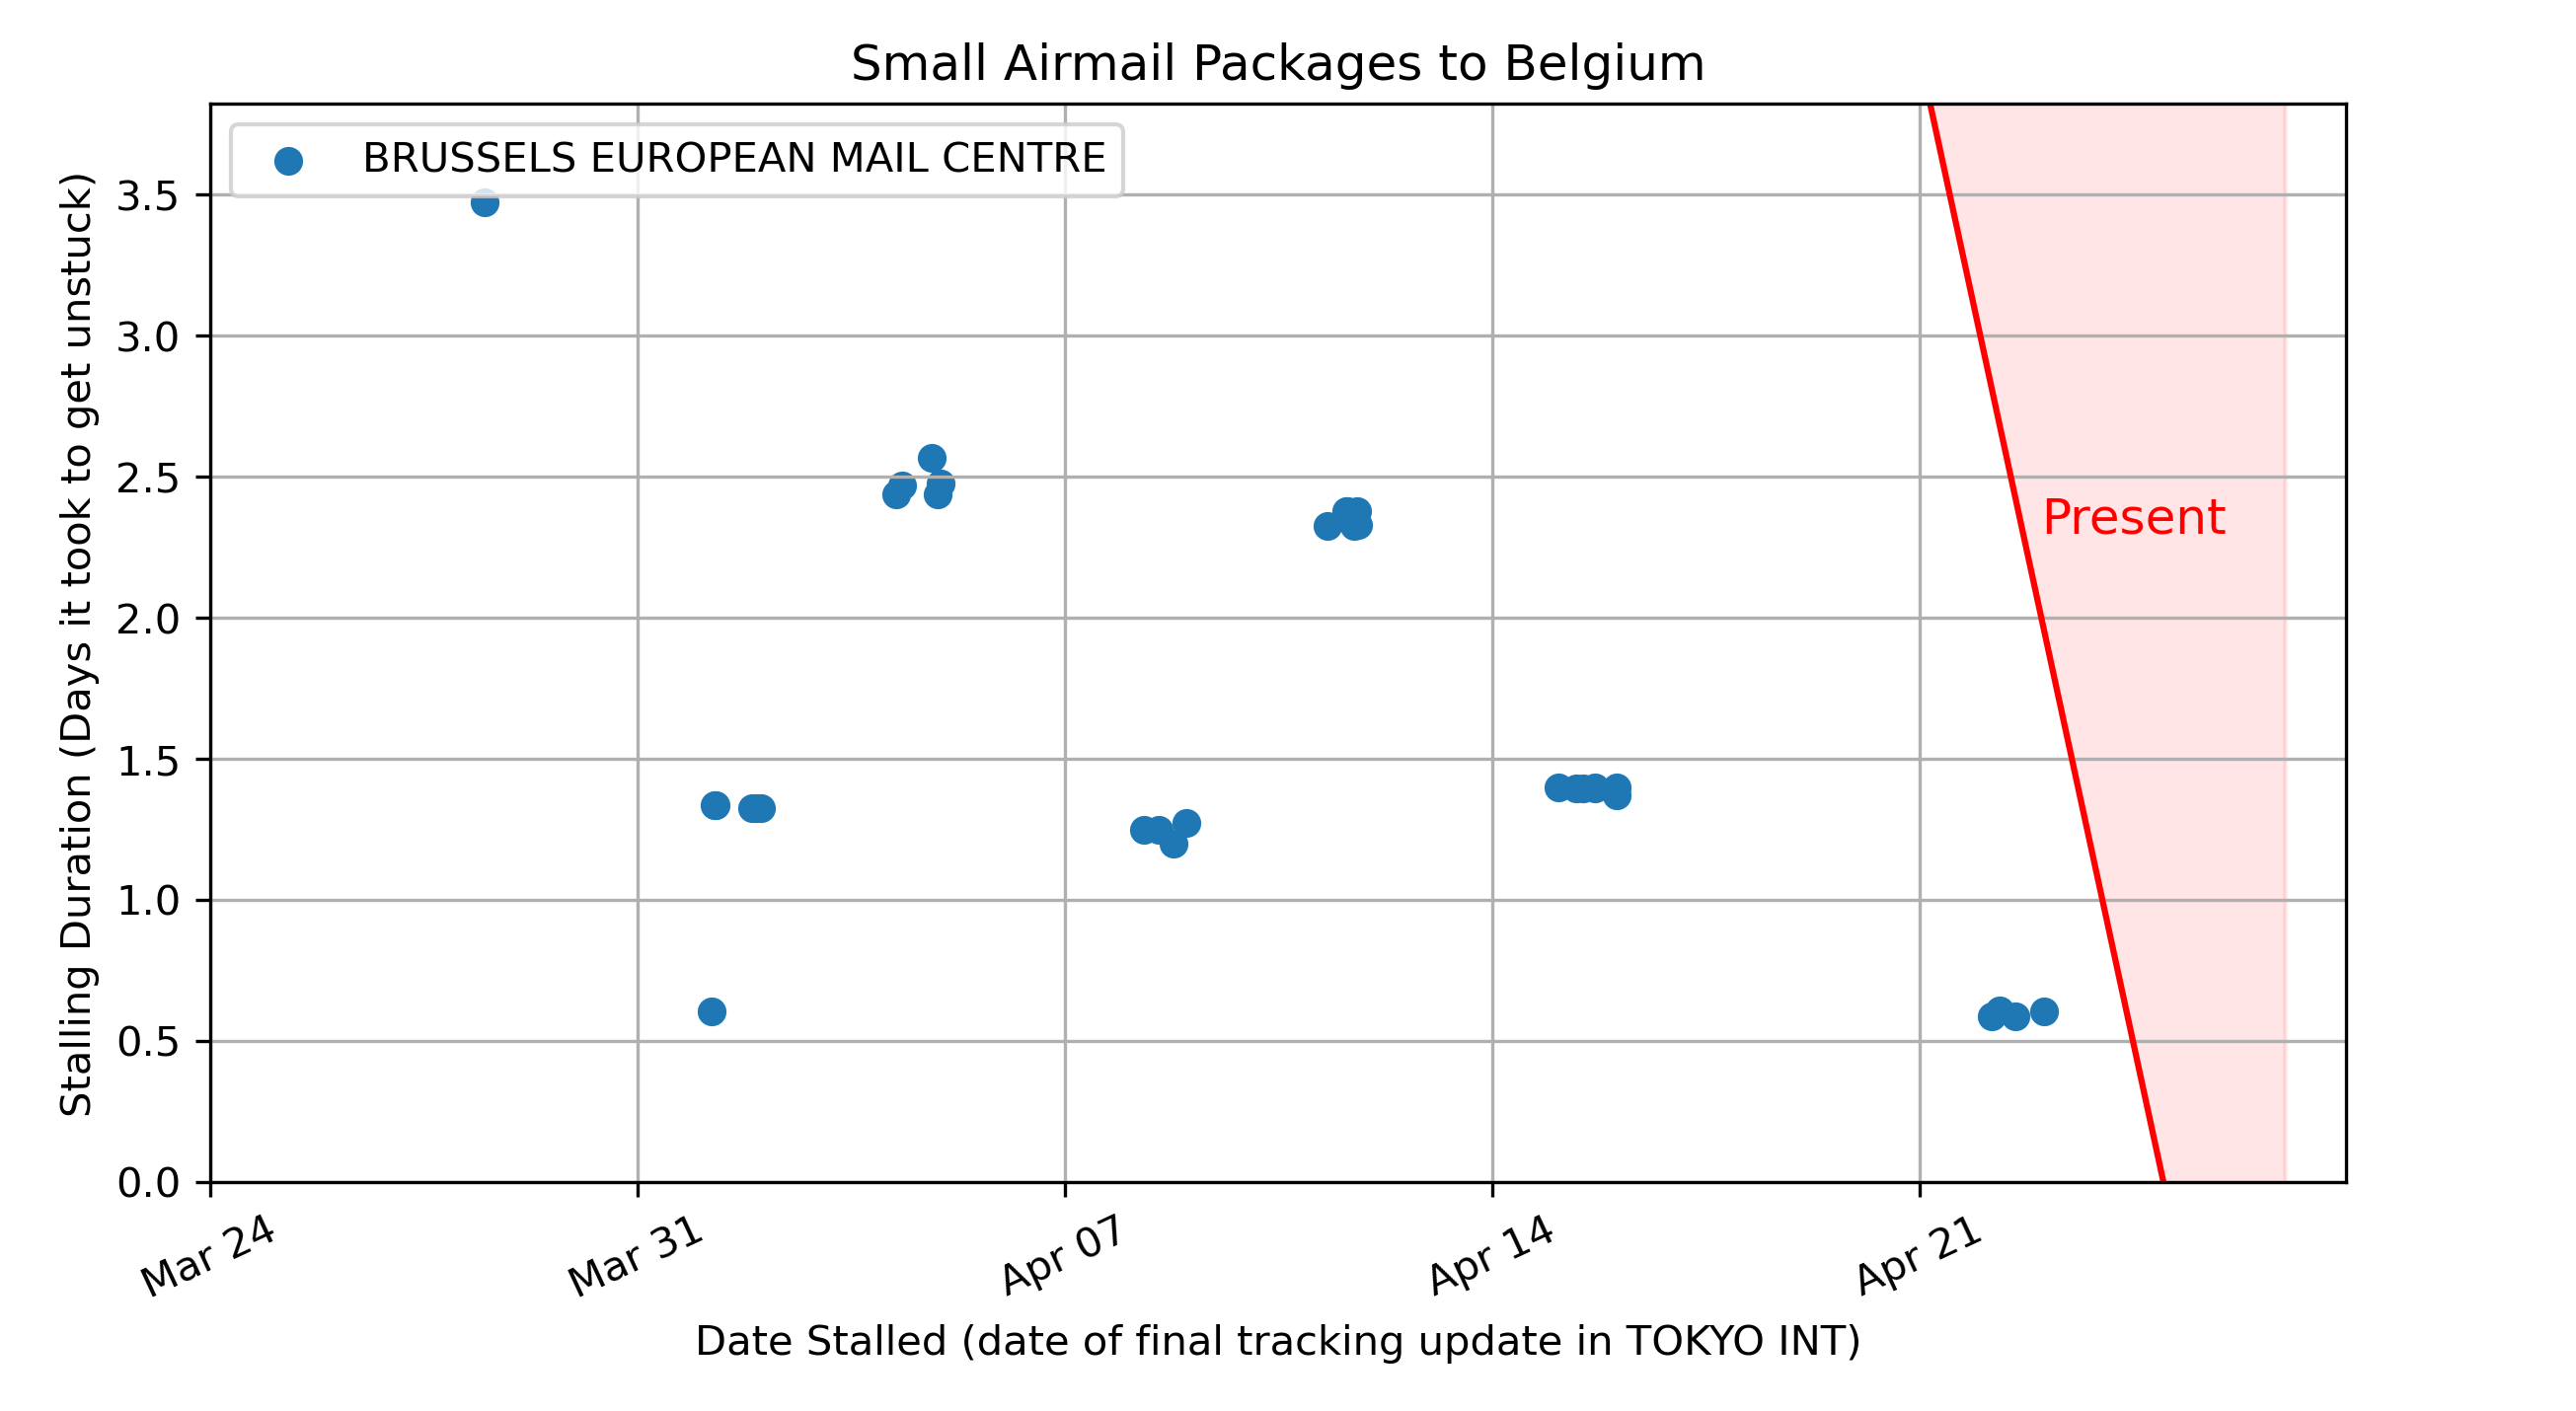 Small Airmail Packages to Belgium
BRUSSELS EUROPEAN MAIL CENTRE
Stalling Duration (Days it took to get unstuck)
3.5
3.0
2.5
2.0
1.5
1.0
0.5
0.0
Present
Mar 24
Mar 31
Apr 07
Apr 14
Apr 21
Date Stalled (date of final tracking update in TOKYO INT)